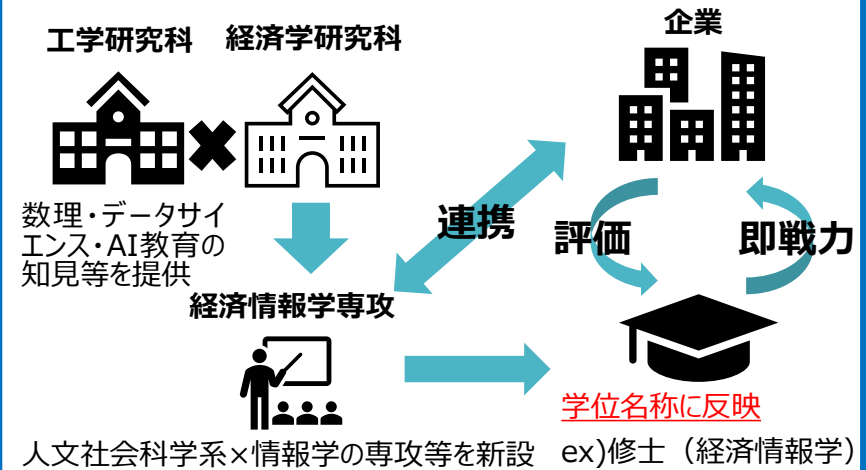 工学研究科
経済学研究科
企業
数理・データサイ
エンス・AI教育の
知見等を提供
連携
評価
即戦力
経済情報学専攻
学位名称に反映
人文社会科学系×情報学の専攻等を新設
ex)修士（経済情報学）